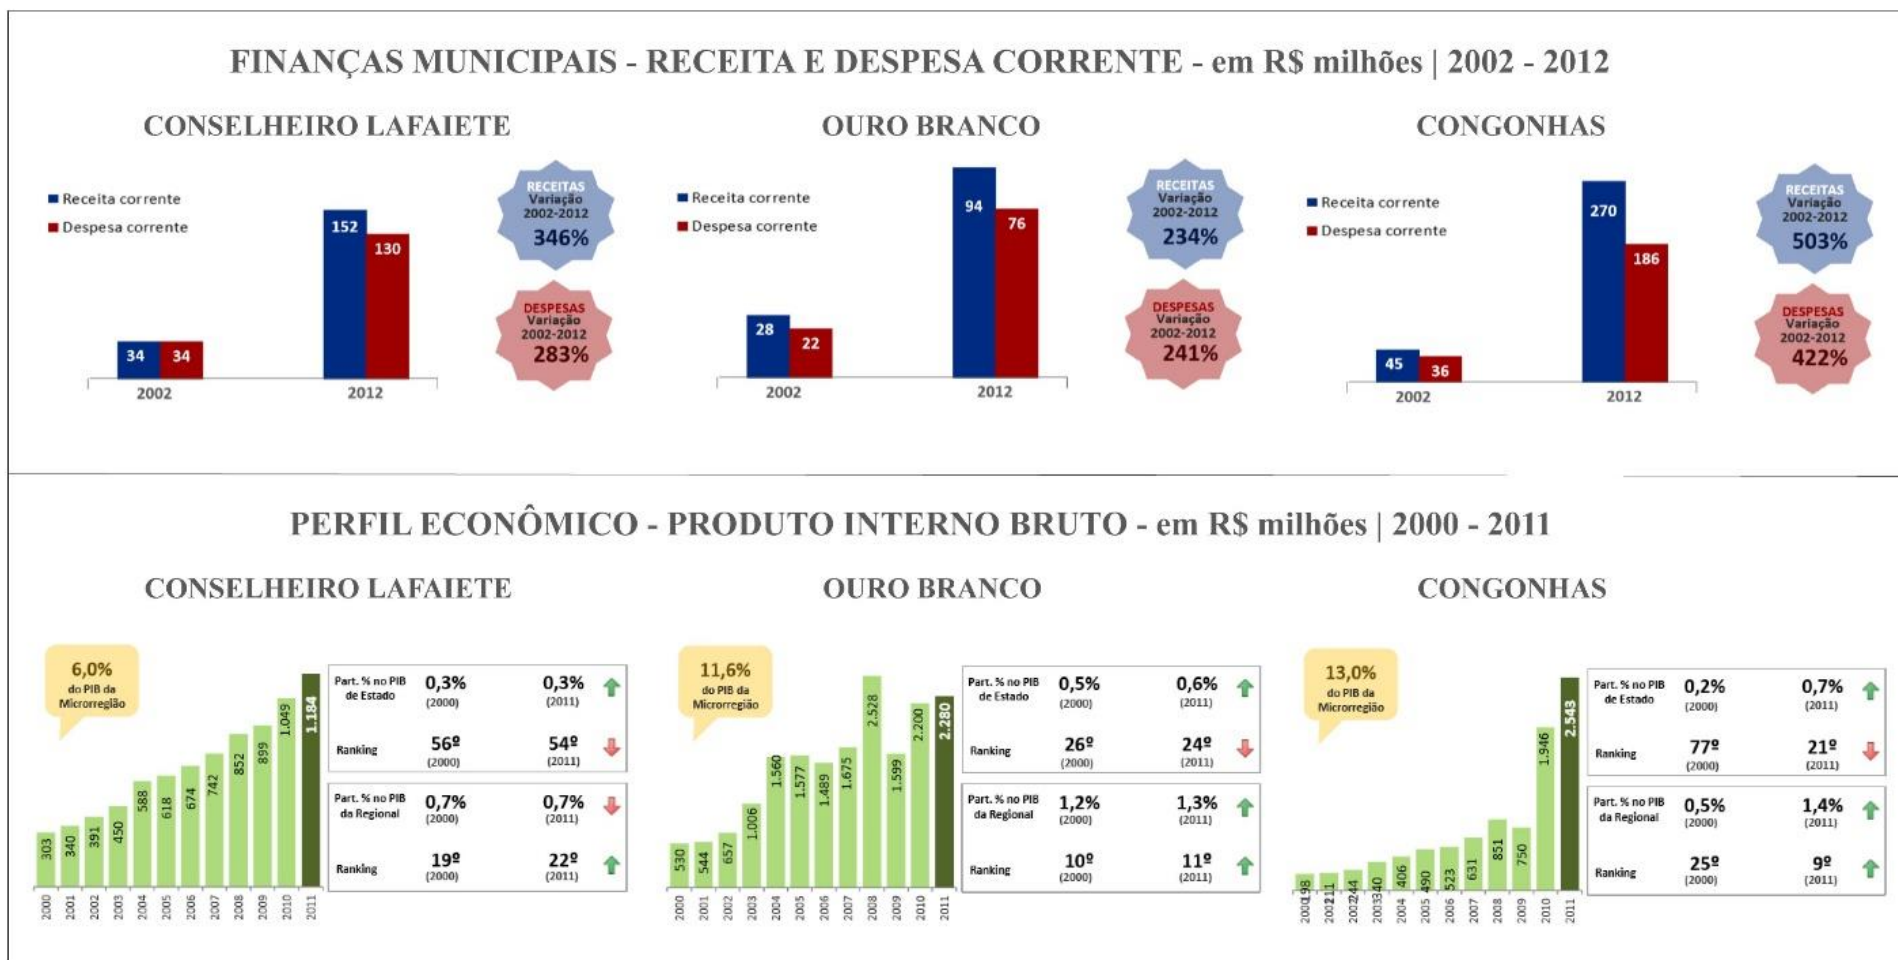 FINANÇAS MUNICIPAIS - RECEITA E DESPESA CORRENTE - em R$ milhões | 2002 - 2012
CONSELHEIRO LAFAIETE
Receita corrente
Despesa corrente
34
34
152
130
2002
2012
RECEITAS
Variação
2002-2012
346%
DESPESAS
Variação
2002-2012
283%
OURO BRANCO
Receita corrente
Despesa corrente
28
22
94
76
2002
2012
RECEITAS
Variação
2002-2012
234%
DESPESAS
Variação
2002-2012
241%
CONGONHAS
Receita corrente
Despesa corrente
45
36
270
186
2002
2012
RECEITAS
Variação
2002-2012
503%
DESPESAS
Variação
2002-2012
422%
PERFIL ECONÔMICO - PRODUTO INTERNO BRUTO - em R$ milhões | 2000 - 2011
CONSELHEIRO LAFAIETE
6,0%
do PIB da
Microrregião
303
340
391
450
588
618
674
742
852
899
1.049
1.184
2000
2001
2002
2003
2004
2005
2006
2007
2008
2009
2010
2011
Part. % no PIB 0,3% 0,3%
de Estado (2000) (2011)
Ranking 56º 54º
(2000) (2011)
Part. % no PIB 0,7% 0,7%
da Regional (2000) (2011)
Ranking 19º 22º
(2000) (2011)
OURO BRANCO
11,6%
do PIB da
Microrregião
530
544
657
1.006
1.560
1.577
1.489
1.675
2.528
1.599
2.200
2.280
2000
2001
2002
2003
2004
2005
2006
2007
2008
2009
2010
2011
Part. % no PIB 0,5% 0,6%
de Estado (2000) (2011)
Ranking 26º 24º
(2000) (2011)
Part. % no PIB 1,2% 1,3%
da Regional (2000) (2011)
Ranking 10º 11º
(2000) (2011)
CONGONHAS
13,0%
do PIB da
Microrregião
198
211
244
340
406
490
523
631
851
750
1.946
2.543
2000
2001
2002
2003
2004
2005
2006
2007
2008
2009
2010
2011
Part. % no PIB 0,2% 0,7%
de Estado (2000) (2011)
Ranking 77º 21º
(2000) (2011)
Part. % no PIB 0,5% 1,4%
da Regional (2000) (2011)
Ranking 25º 9º
(2000) (2011)